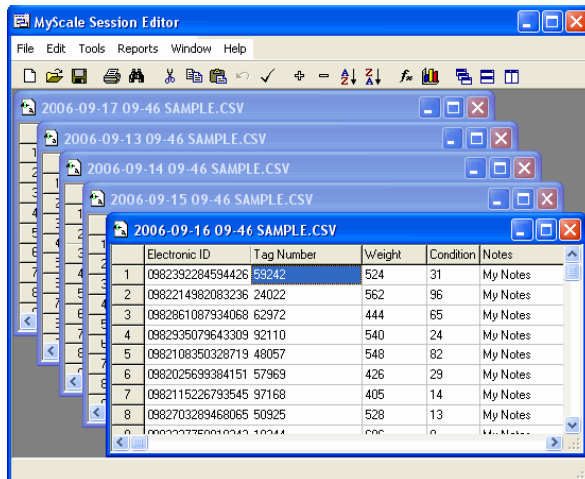 MyScale Session Editor
File Edit Tools Reports Window Help
2006-09-17 09-46 SAMPLE.CSV
2006-09-13 09-46 SAMPLE.CSV
2006-09-14 09-46 SAMPLE.CSV
2006-09-15 09-46 SAMPLE.CSV
2006-09-16 09-46 SAMPLE.CSV
Electronic ID Tag Number Weight Condition Notes
1 0982392284594426 59242 524 31 My Notes
2 0982214982083236 24022 562 96 My Notes
3 0982861087934068 62972 444 65 My Notes
4 0982935079643309 92110 540 24 My Notes
5 0982108350328719 48057 548 82 My Notes
6 0982025699384151 57969 426 29 My Notes
7 0982115226793545 97168 405 14 My Notes
8 0982703289468065 50925 528 13 My Notes